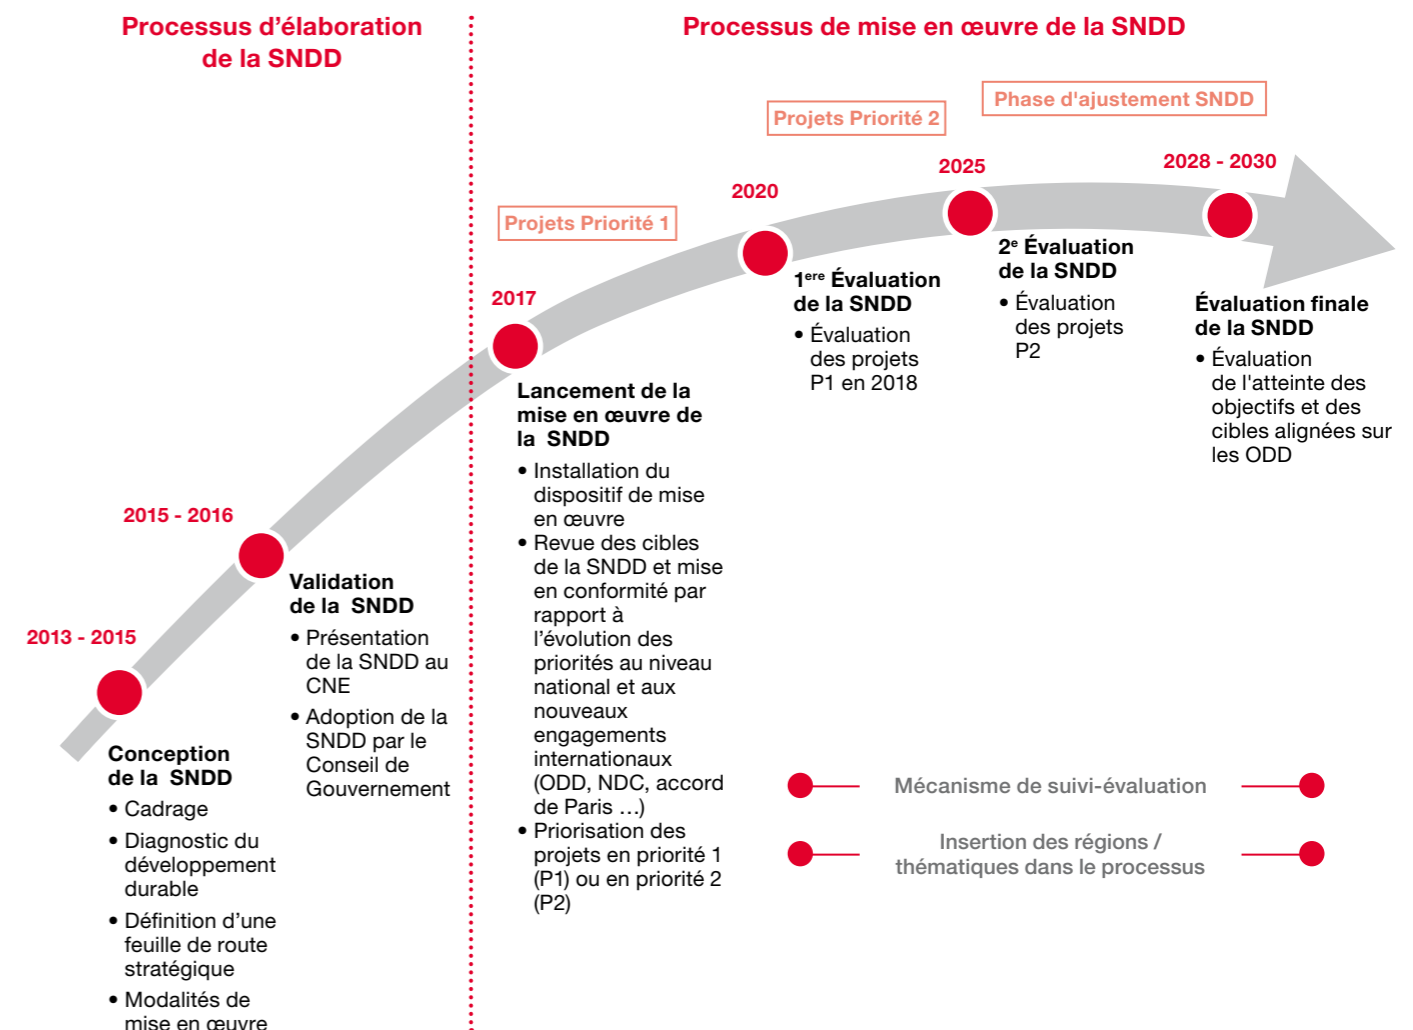 Processus d’élaboration
de la SNDD
Processus de mise en œuvre de la SNDD
Phase d'ajustement SNDD
Projets Priorité 2
Projets Priorité 1
2013 - 2015
Conception
de la SNDD
• Cadrage
• Diagnostic du
développement
durable
• Définition d’une
feuille de route
stratégique
• Modalités de
mise en œuvre
2015 - 2016
Validation
de la SNDD
• Présentation
de la SNDD au
CNE
• Adoption de la
SNDD par le
Conseil de
Gouvernement
2017
Lancement de la
mise en œuvre de
la SNDD
• Installation du
dispositif de mise
en œuvre
• Revue des cibles
de la SNDD et mise
en conformité par
rapport à
l’évolution des
priorités au niveau
national et aux
nouveaux
engagements
internationaux
(ODD, NDC, accord
de Paris …)
• Priorisation des
projets en priorité 1
(P1) ou en priorité 2
(P2)
2020
1ere Évaluation
de la SNDD
• Évaluation
des projets
P1 en 2018
2025
2e Évaluation
de la SNDD
• Évaluation
des projets
P2
2028 - 2030
Évaluation finale
de la SNDD
• Évaluation
de l'atteinte des
objectifs et des
cibles alignées sur
les ODD
Mécanisme de suivi-évaluation
Insertion des régions /
thématiques dans le processus